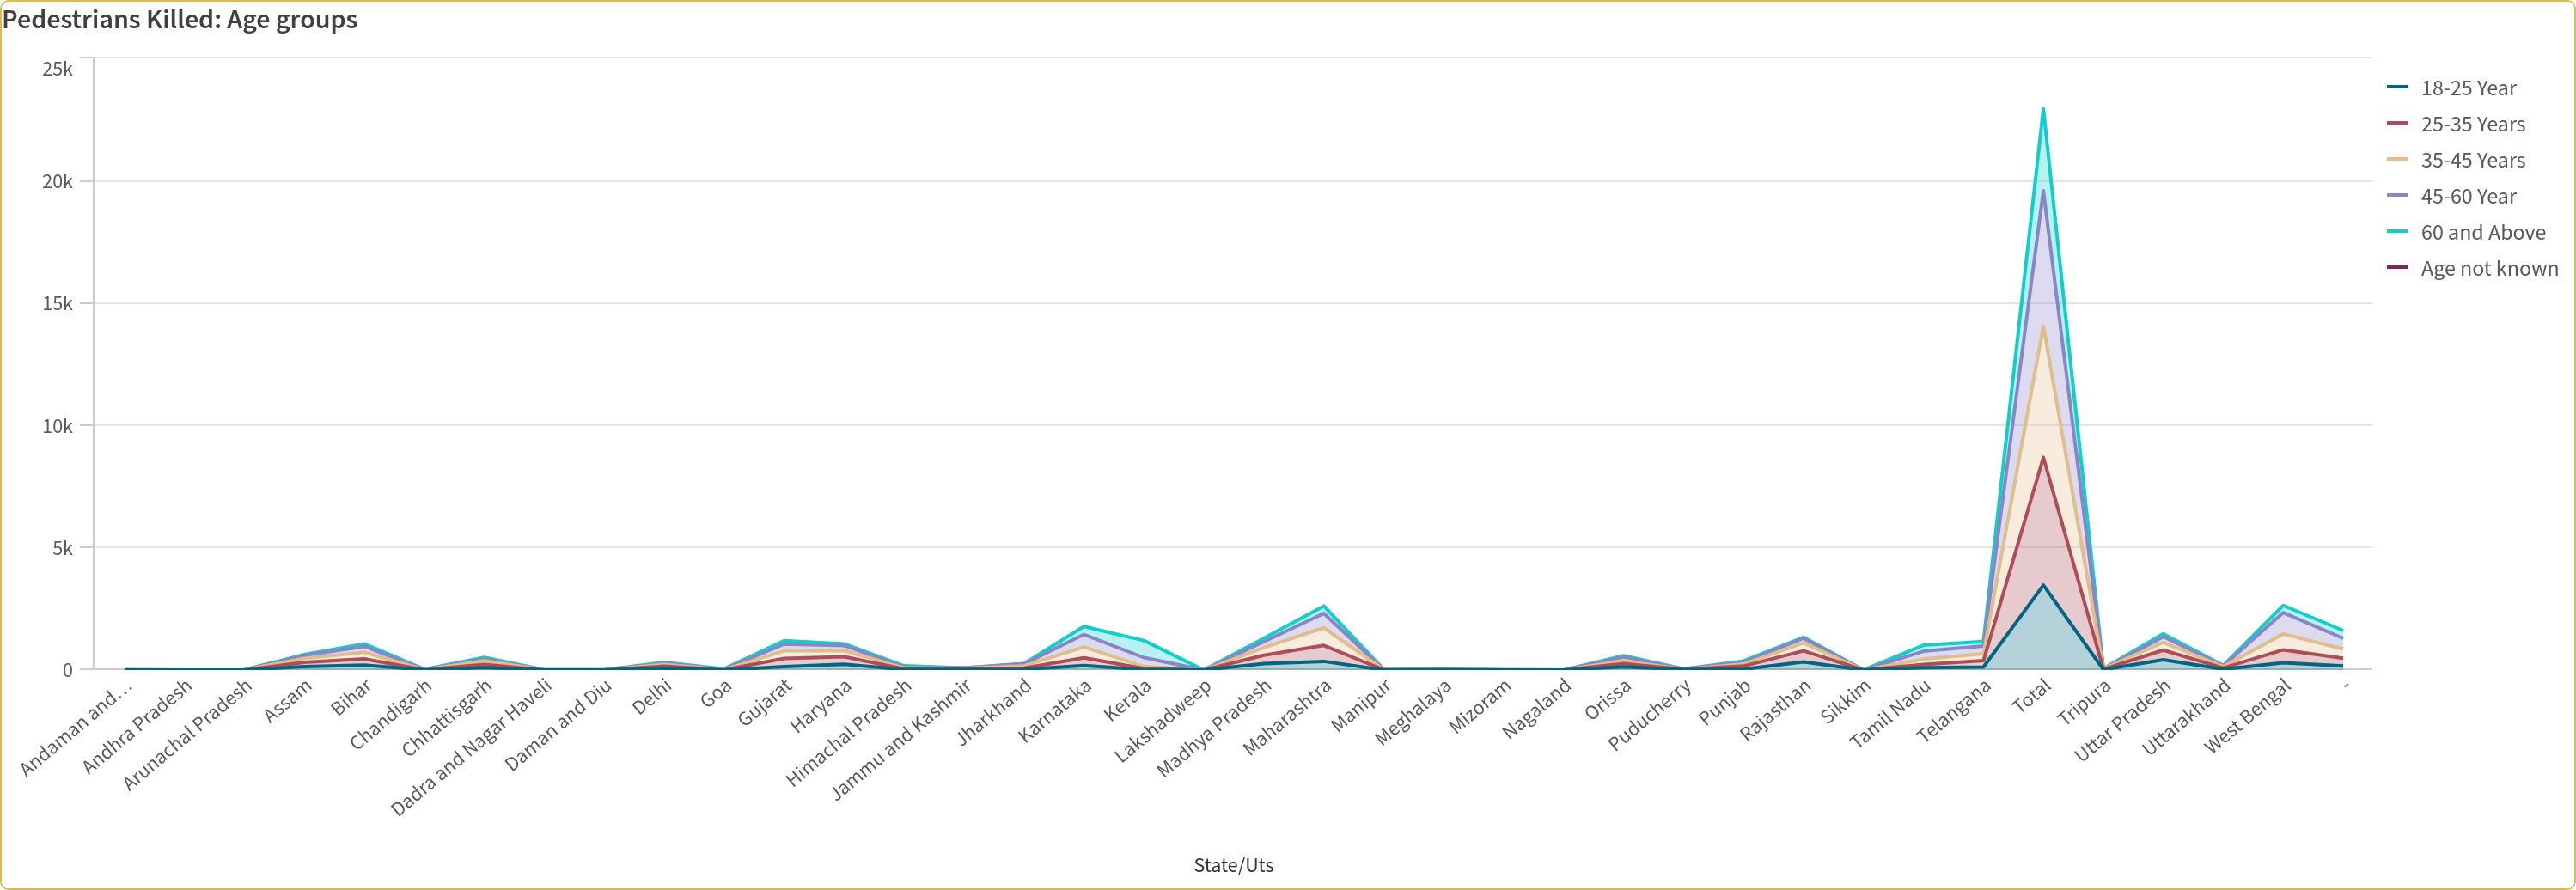 Pedestrians Killed: Age groups
25k
20k
15k
10k
5k
0
18-25 Year
25-35 Years
35-45 Years
45-60 Year
60 and Above
Age not known
Andaman and…
Andhra Pradesh
Arunachal Pradesh
Assam
Bihar
Chandigarh
Chhattisgarh
Dadra and Nagar Haveli
Daman and Diu
Delhi
Goa
Gujarat
Haryana
Himachal Pradesh
Jammu and Kashmir
Jharkhand
Karnataka
Kerala
Lakshadweep
Madhya Pradesh
Maharashtra
Manipur
Meghalaya
Mizoram
Nagaland
Orissa
Puducherry
Punjab
Rajasthan
Sikkim
Tamil Nadu
Telangana
Total
Tripura
Uttar Pradesh
Uttarakhand
West Bengal
-
State/Uts